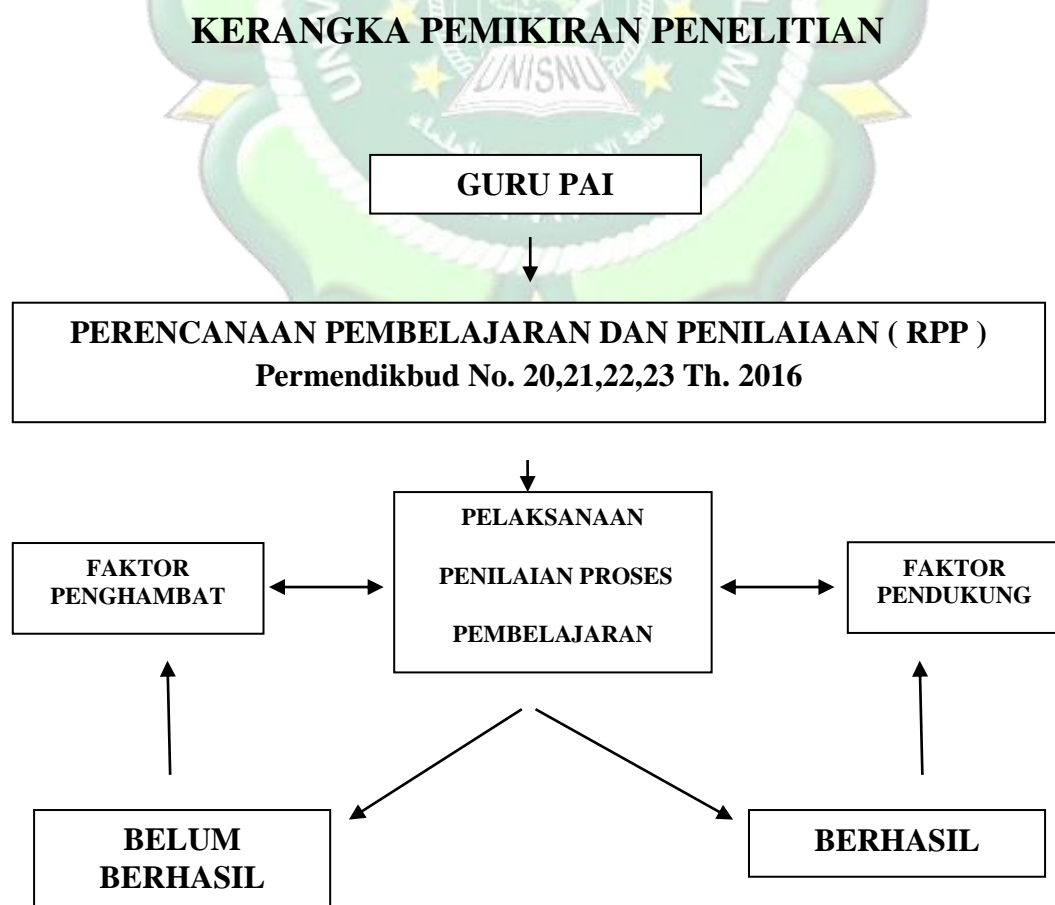 KERANGKA PEMIKIRAN PENELITIAN
UNISNU
GURU PAI
PERENCANAAN PEMBELAJARAN DAN PENILAIAAN ( RPP )
Permendikbud No. 20,21,22,23 Th. 2016
PELAKSANAAN
PENILAIAN PROSES
PEMBELAJARAN
FAKTOR
PENGHAMBAT
FAKTOR
PENDUKUNG
BELUM
BERHASIL
BERHASIL